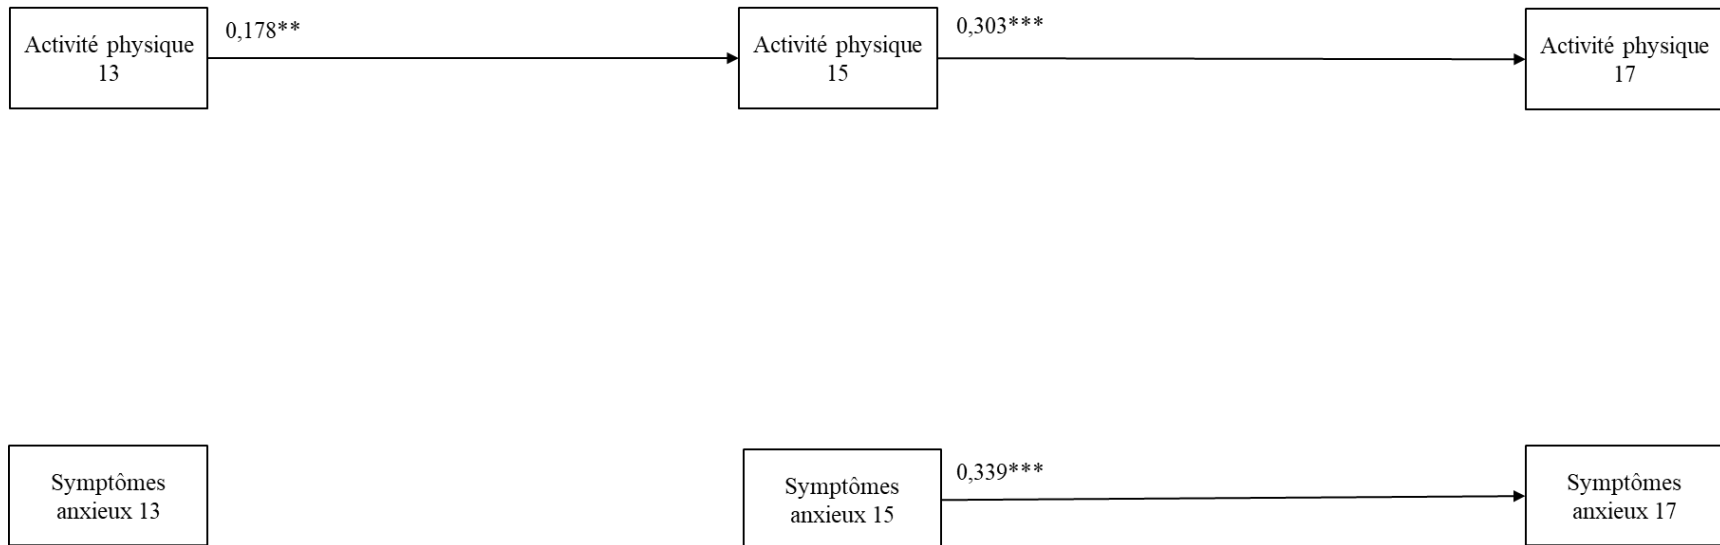 Activité physique
13
0,178**
Activité physique
15
0,303***
Activité physique
17
Symptômes
anxieux 13
Symptômes
anxieux 15
0,339***
Symptômes
anxieux 17